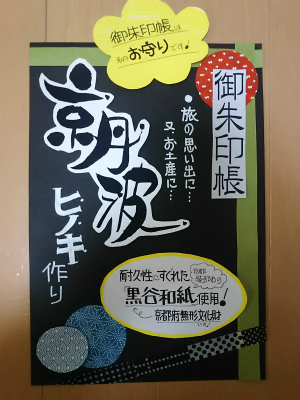 御朱印帳は
私のお守りです!
御朱印帳
•旅の思い出に…
又、お土産に…
京丹波
ヒノキ作り
耐久性にすぐれた
「黒谷和紙」使用!
京都府無形文化財
です!